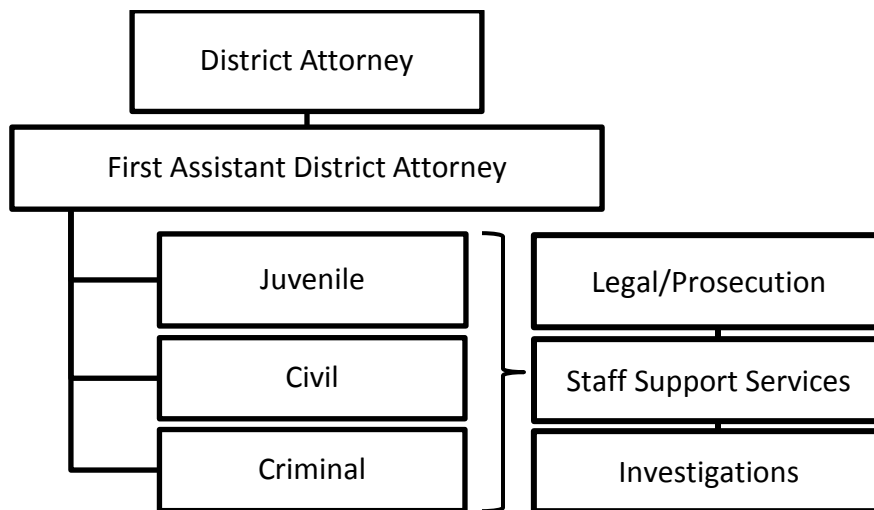 District Attorney
First Assistant District Attorney
Juvenile
Civil
Criminal
Legal/Prosecution
Staff Support Services
Investigations